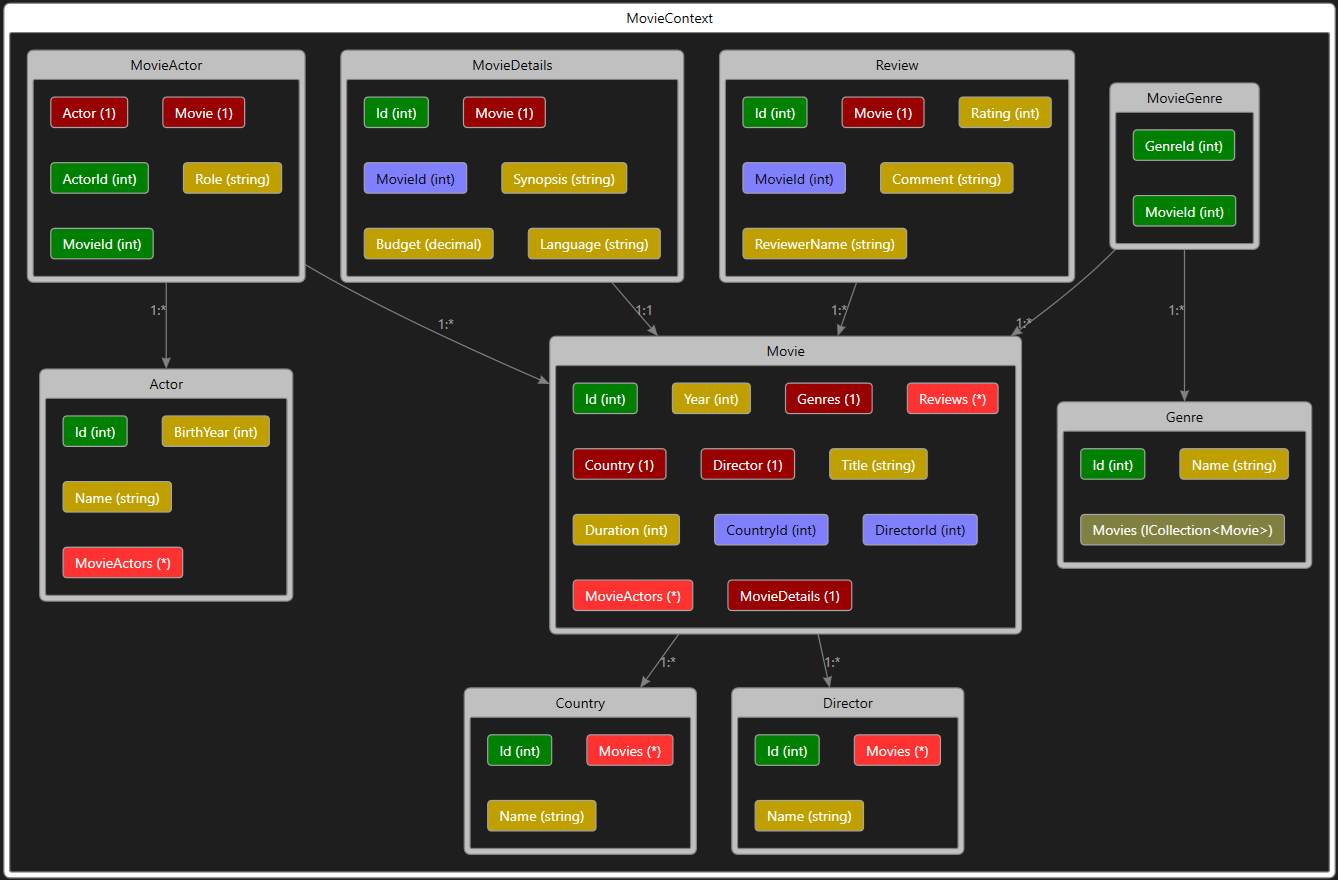 MovieContext
MovieActor
Actor (1) Movie (1)
ActorId (int) Role (string)
MovieId (int)
MovieDetails
Id (int) Movie (1)
MovieId (int) Synopsis (string)
Budget (decimal) Language (string)
Review
Id (int) Movie (1) Rating (int)
MovieId (int) Comment (string)
ReviewerName (string)
MovieGenre
GenreId (int)
MovieId (int)
1:*
1:*
1:1
1:*
1:*
1:*
Actor
Id (int) BirthYear (int)
Name (string)
MovieActors (*)
Movie
Id (int) Year (int) Genres (1) Reviews (*)
Country (1) Director (1) Title (string)
Duration (int) CountryId (int) DirectorId (int)
MovieActors (*) MovieDetails (1)
Genre
Id (int) Name (string)
Movies (ICollection<Movie>)
1:*
1:*
Country
Id (int) Movies (*)
Name (string)
Director
Id (int) Movies (*)
Name (string)